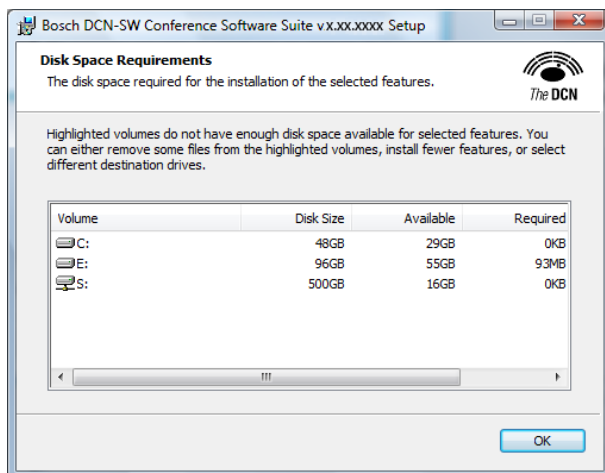 Bosch DCN-SW Conference Software Suite vx.xx.xxxx Setup
Disk Space Requirements
The disk space required for the installation of the selected features.
The DCN
Highlighted volumes do not have enough disk space available for selected features. You
can either remove some files from the highlighted volumes, install fewer features, or select
different destination drives.
Volume Disk Size Available Required
C: 48GB 29GB 0KB
E: 96GB 55GB 93MB
S: 500GB 16GB 0KB
OK